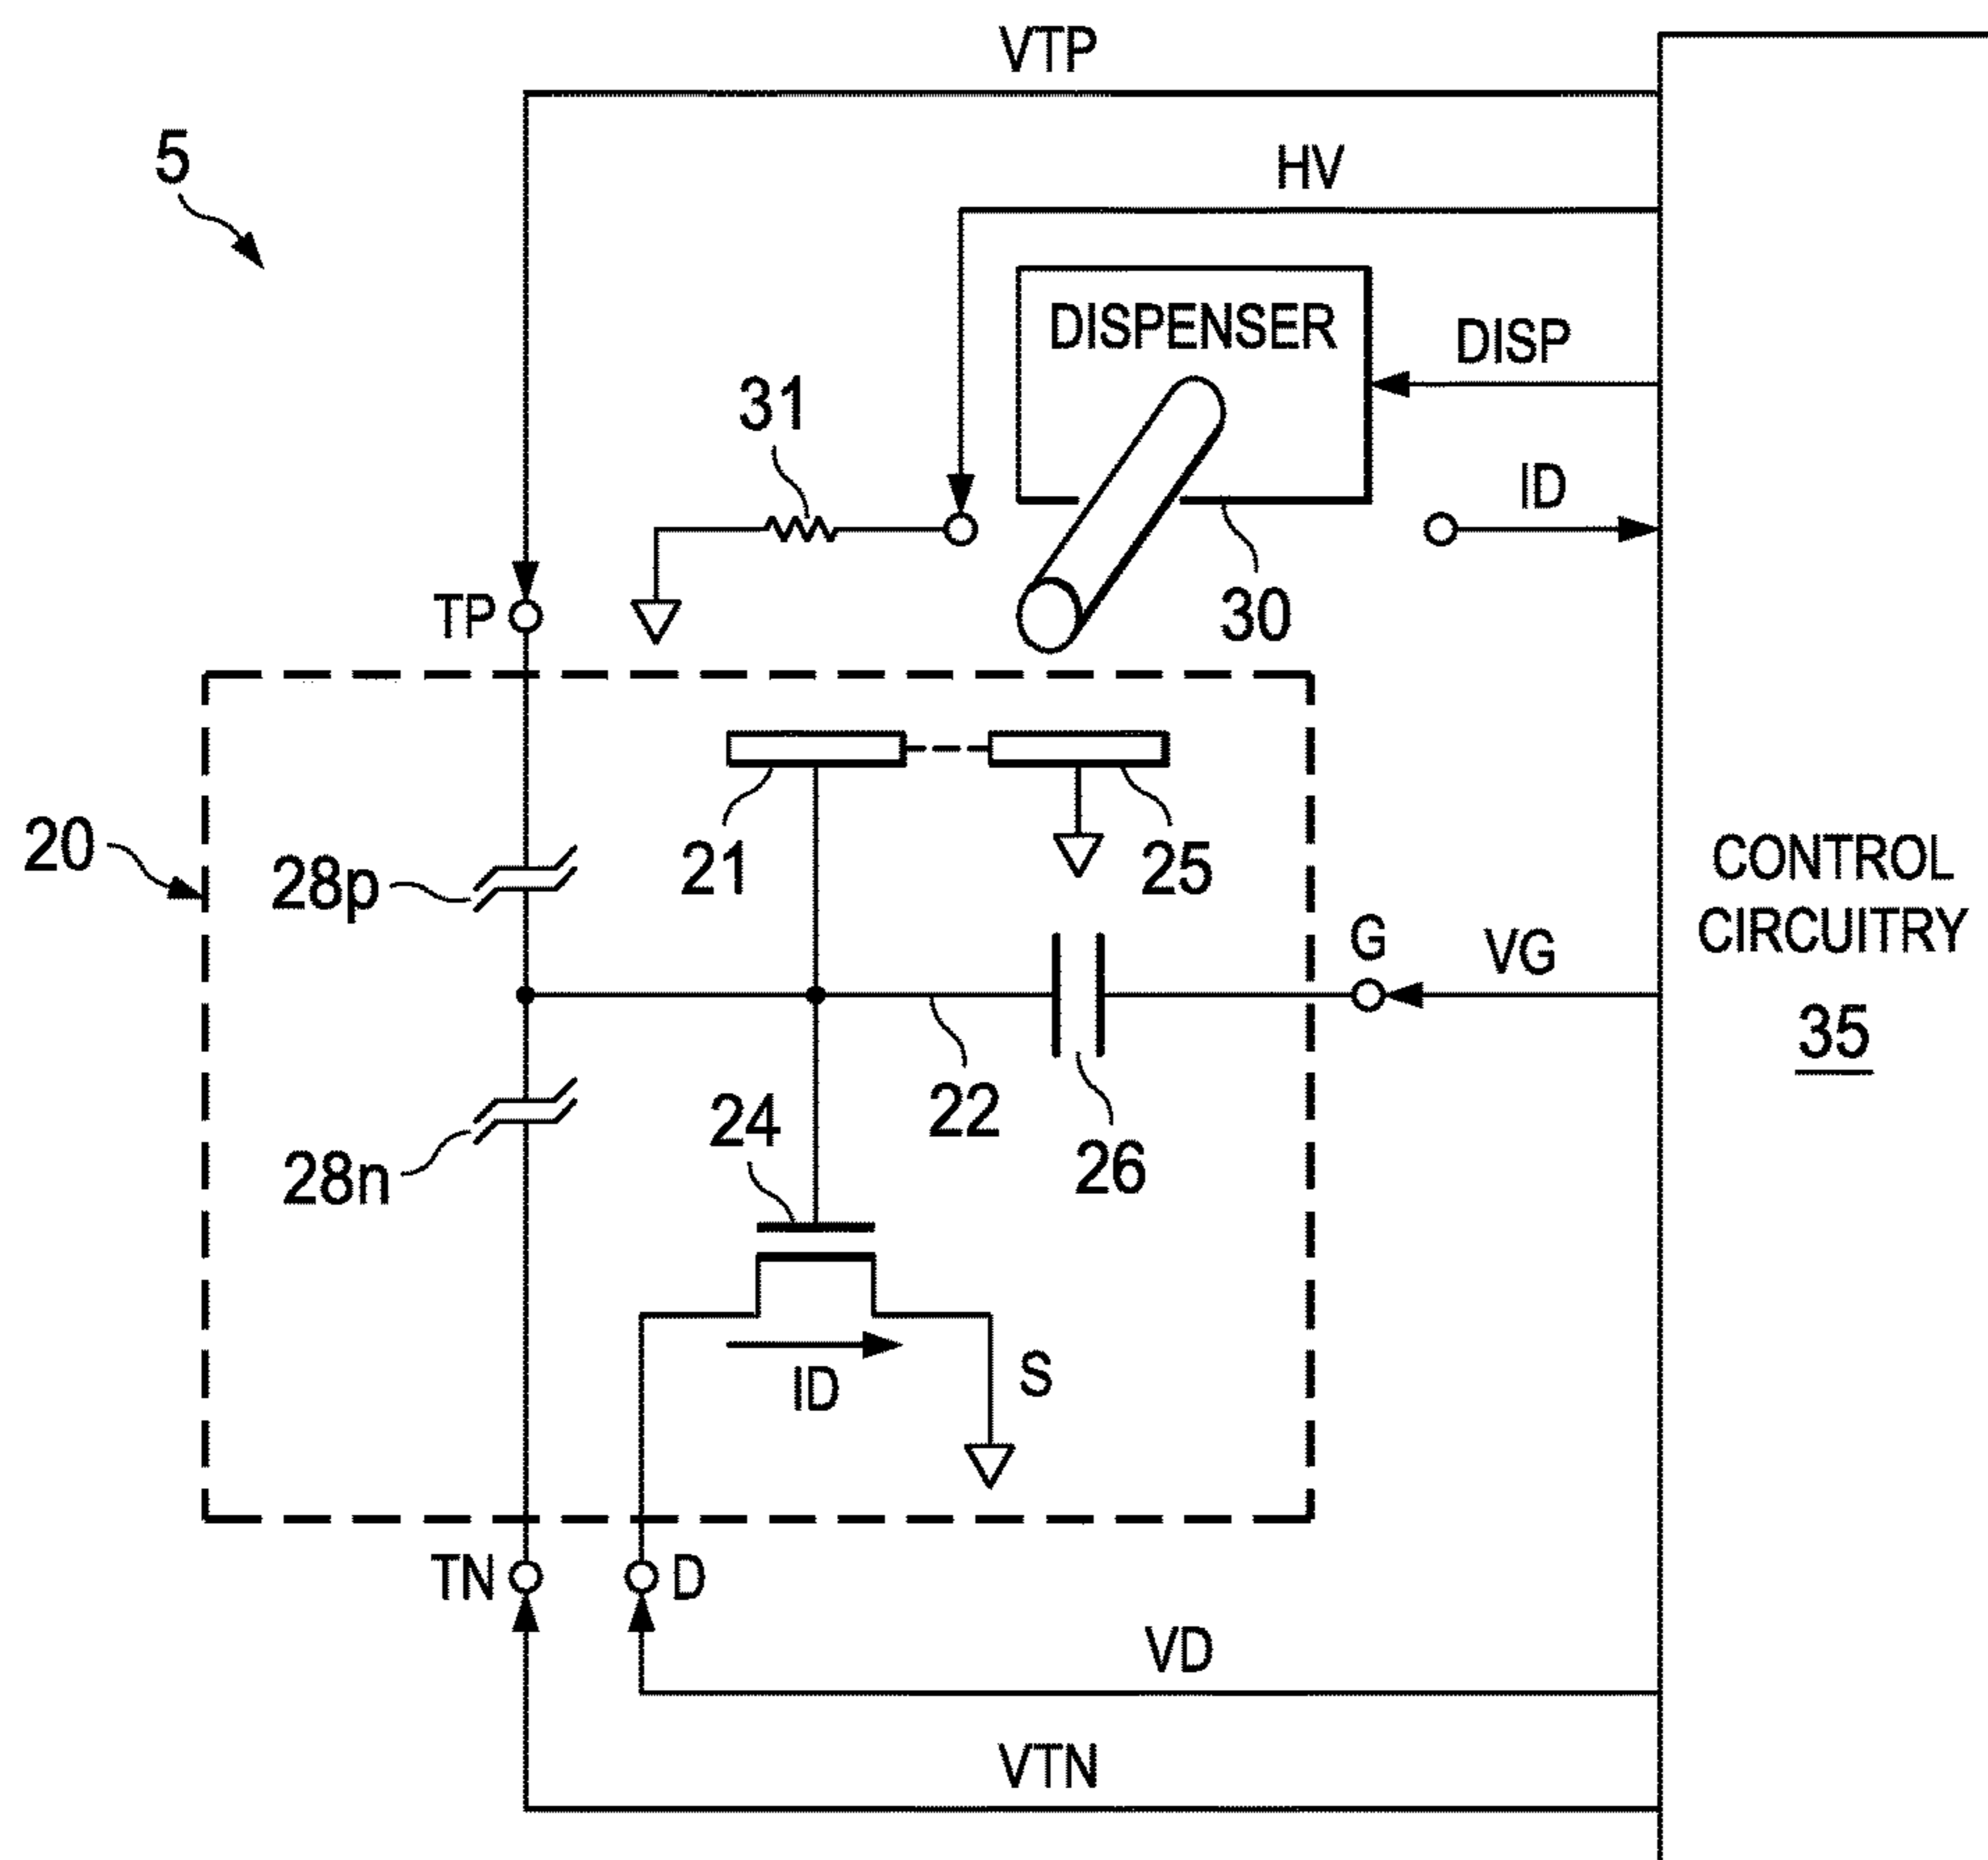 VTP
5
HV
DISPENSER
DISP
31
ID
TP
30
20
28p
21
25
CONTROL
CIRCUITRY
35
G
VG
24
22
26
28n
ID
S
TN
D
VD
VTN